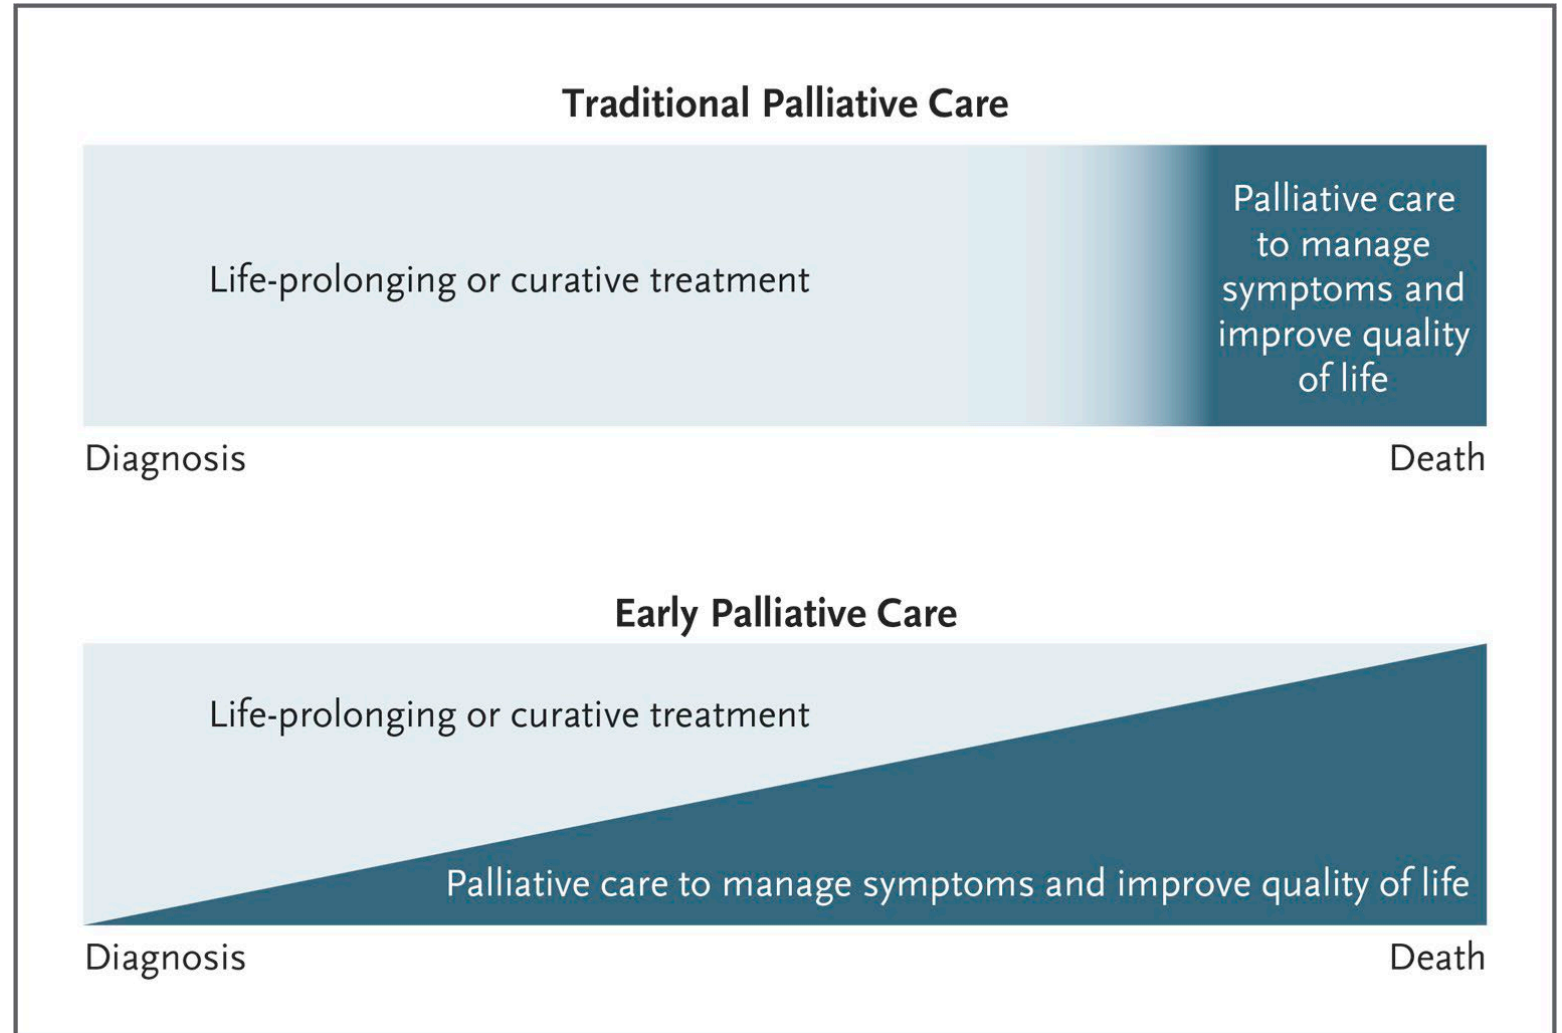 Traditional Palliative Care
Life-prolonging or curative treatment
Palliative care
to manage
symptoms and
improve quality
of life
Diagnosis
Death
Early Palliative Care
Life-prolonging or curative treatment
Palliative care to manage symptoms and improve quality of life
Diagnosis
Death